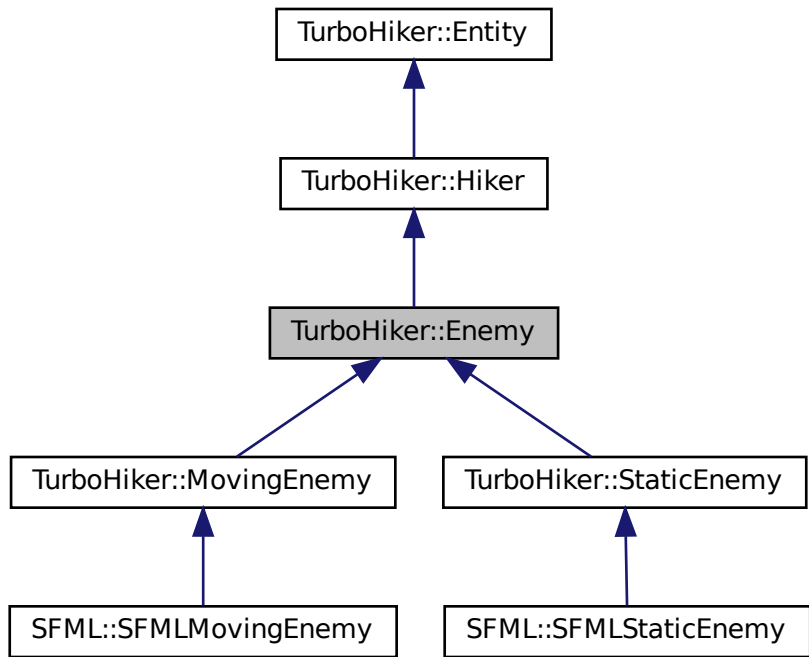 TurboHiker::Entity
TurboHiker::Hiker
TurboHiker::Enemy
TurboHiker::MovingEnemy
TurboHiker::StaticEnemy
SFML::SFMLMovingEnemy
SFML::SFMLStaticEnemy